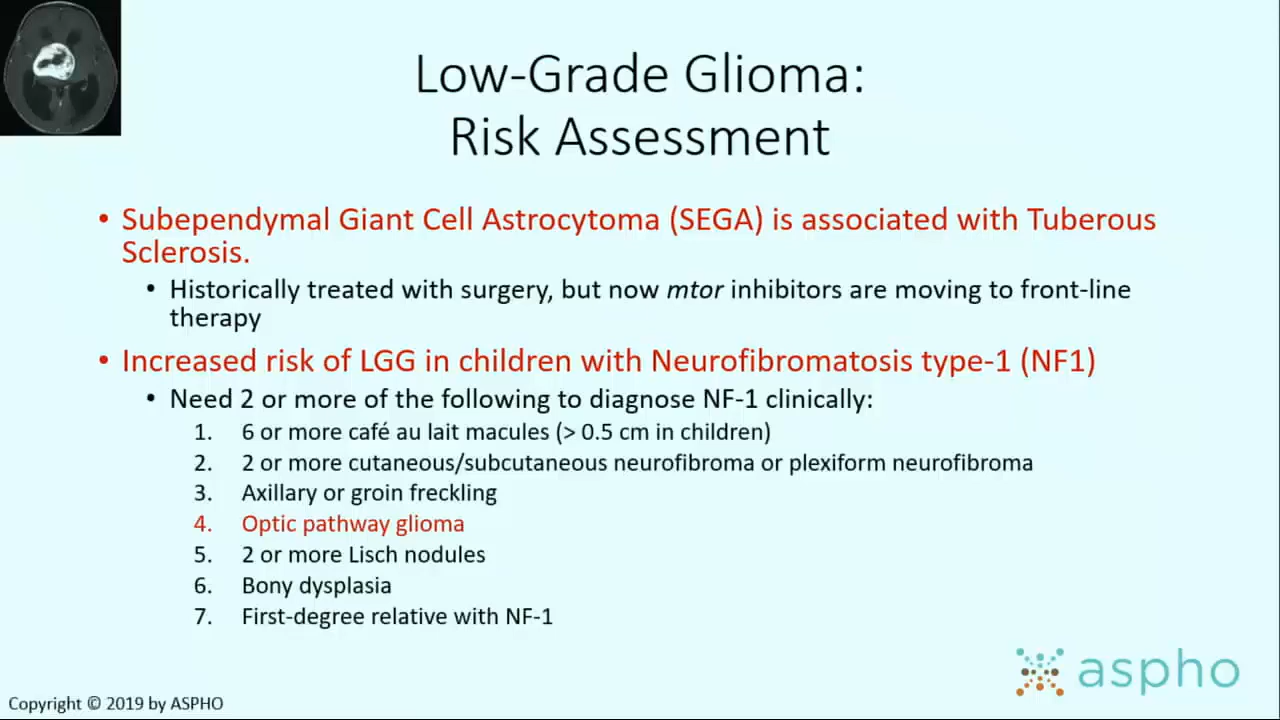 Low-Grade Glioma:
Risk Assessment
• Subependymal Giant Cell Astrocytoma (SEGA) is associated with Tuberous
Sclerosis.
• Historically treated with surgery, but now mtor inhibitors are moving to front-line
therapy
• Increased risk of LGG in children with Neurofibromatosis type-1 (NF1)
• Need 2 or more of the following to diagnose NF-1 clinically:
1. 6 or more café au lait macules (> 0.5 cm in children)
2. 2 or more cutaneous/subcutaneous neurofibroma or plexiform neurofibroma
3. Axillary or groin freckling
4. Optic pathway glioma
5. 2 or more Lisch nodules
6. Bony dysplasia
7. First-degree relative with NF-1
aspho
Copyright © 2019 by ASPHO